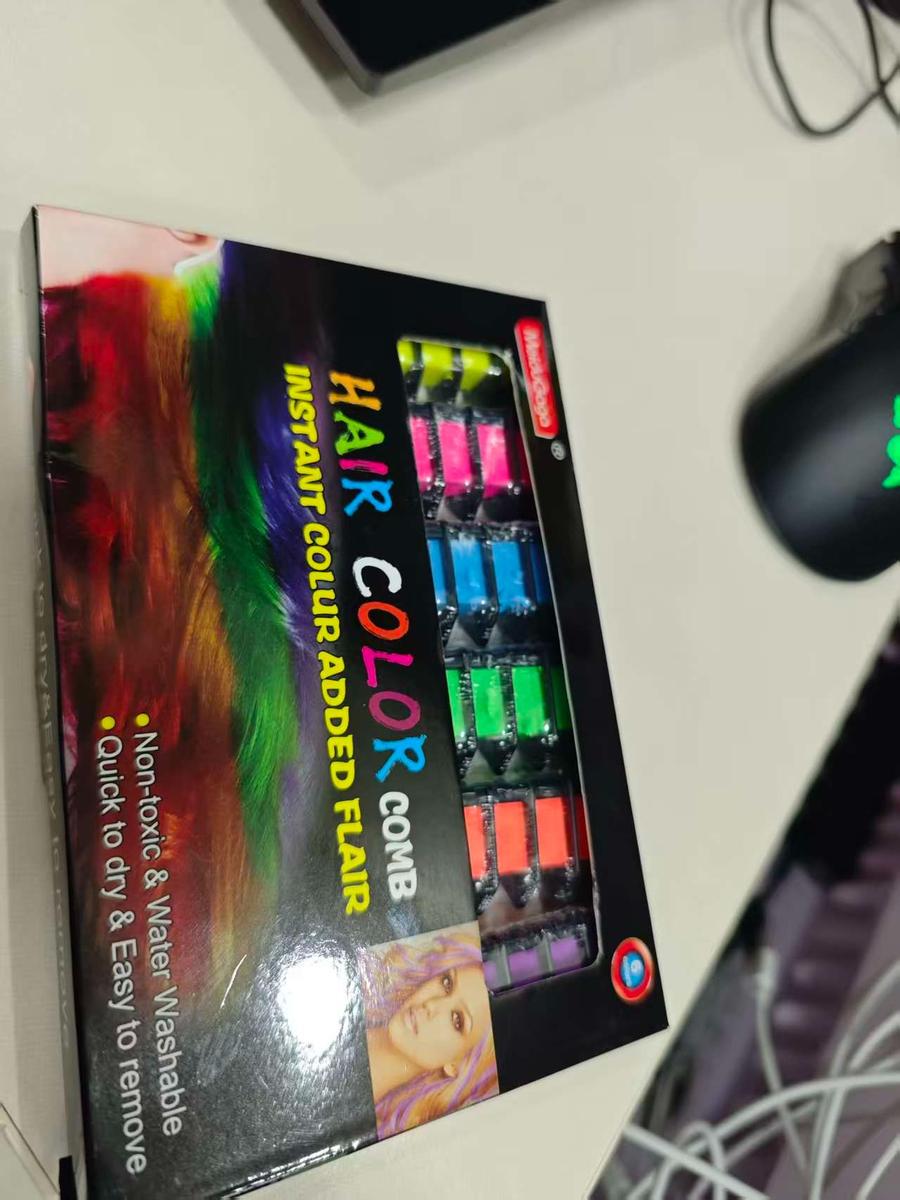 HAIR COLOR COMB
INSTANT COLUR ADDED FLAIR
• Non-toxic & Water Washable
• Quick to dry & Easy to remove